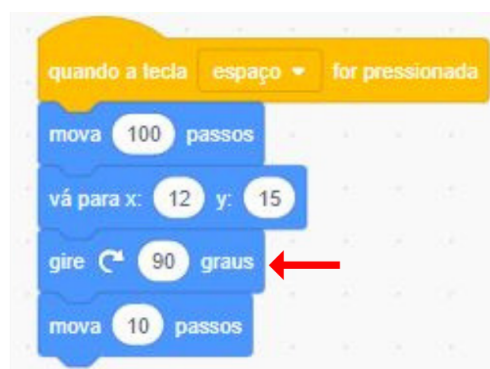 quando a tecla espaço for pressionada
mova 100 passos
vá para x: 12 y: 15
gire 90 graus
mova 10 passos